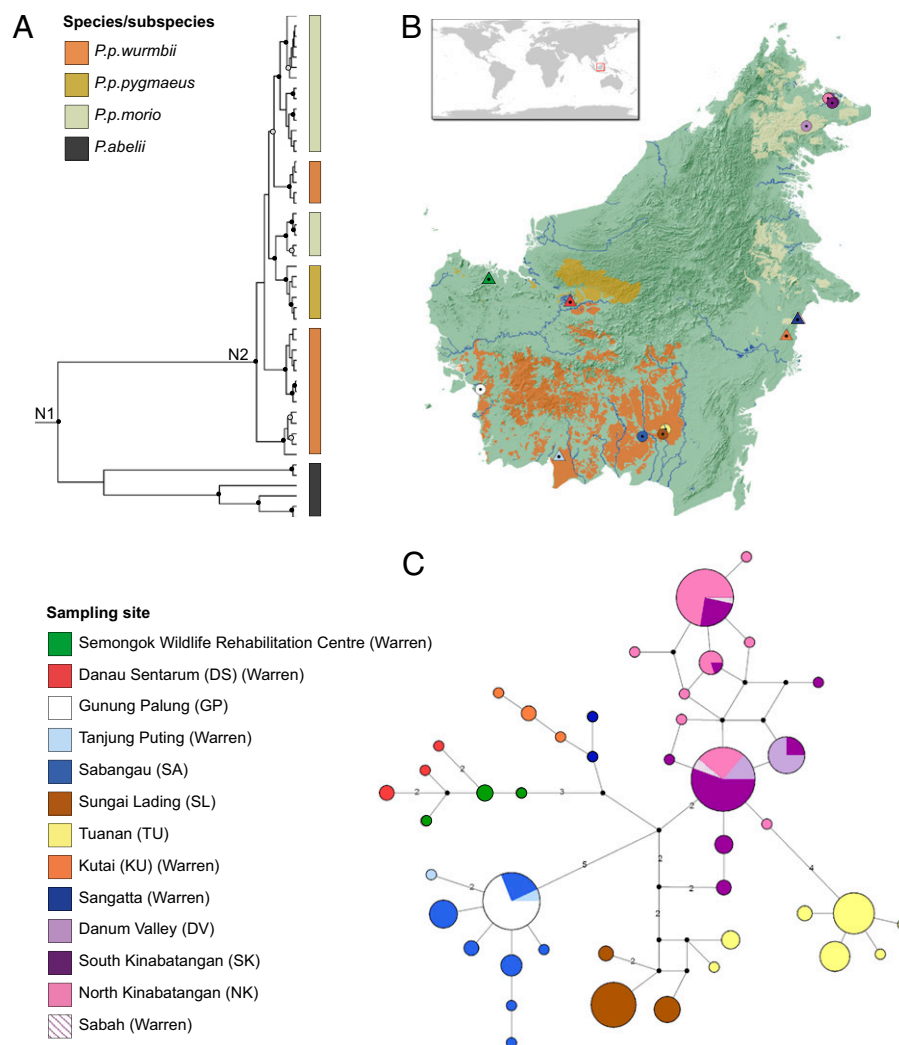 A
Species/subspecies
P.p.wurmbii
P.p.pygmaeus
P.p.morio
P.abelii
N2
N1
B
C
Sampling site
Semongok Wildlife Rehabilitation Centre (Warren)
Danau Sentarum (DS) (Warren)
Gunung Palung (GP)
Tanjung Puting (Warren)
Sabangau (SA)
Sungai Lading (SL)
Tuanan (TU)
Kutai (KU) (Warren)
Sangatta (Warren)
Danum Valley (DV)
South Kinabatangan (SK)
North Kinabatangan (NK)
Sabah (Warren)
2
2
3
2
5
2
4
2
2
2
2